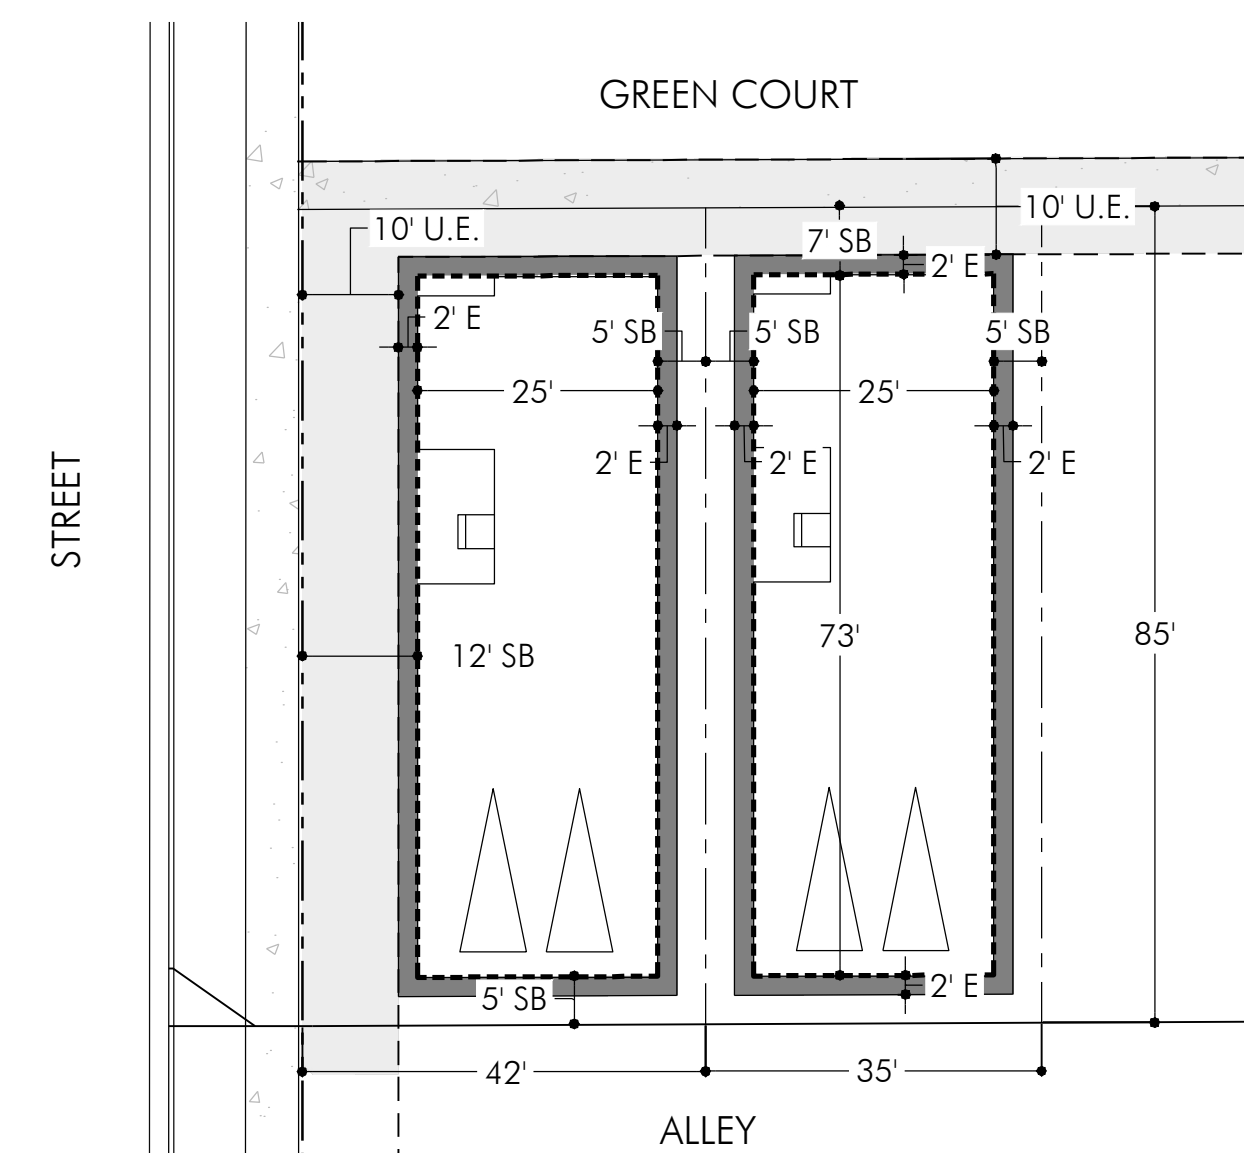 GREEN COURT
10' U.E.
10' U.E.
7' SB
2' E
2' E
5' SB
5' SB
5' SB
25'
25'
2' E
2' E
2' E
STREET
73'
85'
12' SB
2' E
5' SB
42'
35'
ALLEY